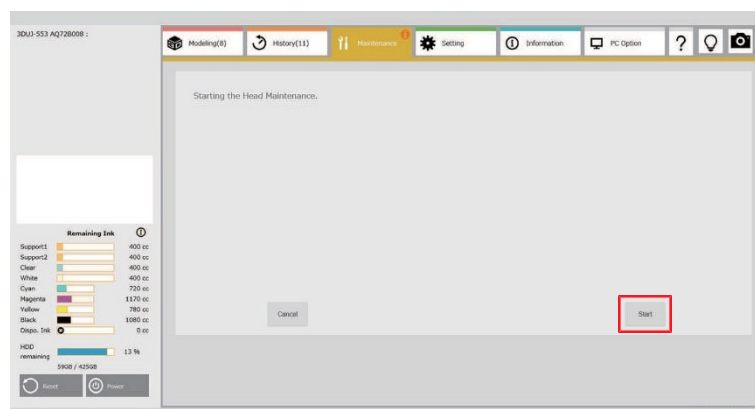 3DUJ-553 AQ72B008 :
Modeling(8)
History(11)
Maintenance
Setting
Information
PC Option
?
Starting the Head Maintenance.
Remaining Ink
Support1 400 cc
Support2 400 cc
Clear 400 cc
White 400 cc
Cyan 720 cc
Magenta 1170 cc
Yellow 780 cc
Black 1080 cc
Dispo. Ink 0 cc
HDD
remaining 13 %
59GB / 425GB
Reset
Power
Cancel
Start